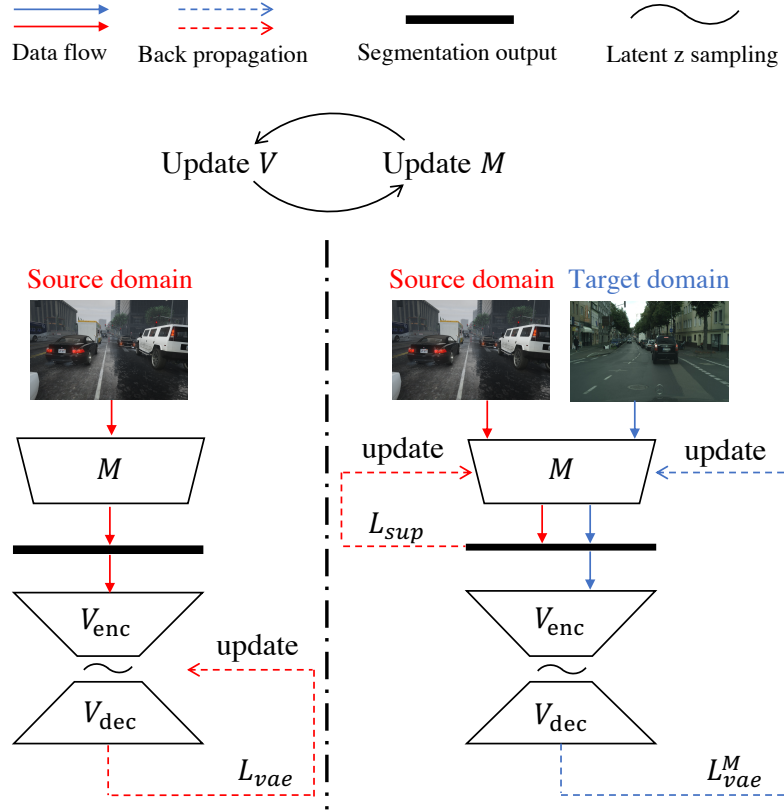 Data flow
Back propagation
Segmentation output
Latent z sampling
Update V
Update M
Source domain
Source domain
Target domain
M
update
M
update
L_sup
V_enc
V_enc
update
V_dec
V_dec
L_vae
L_vae^M